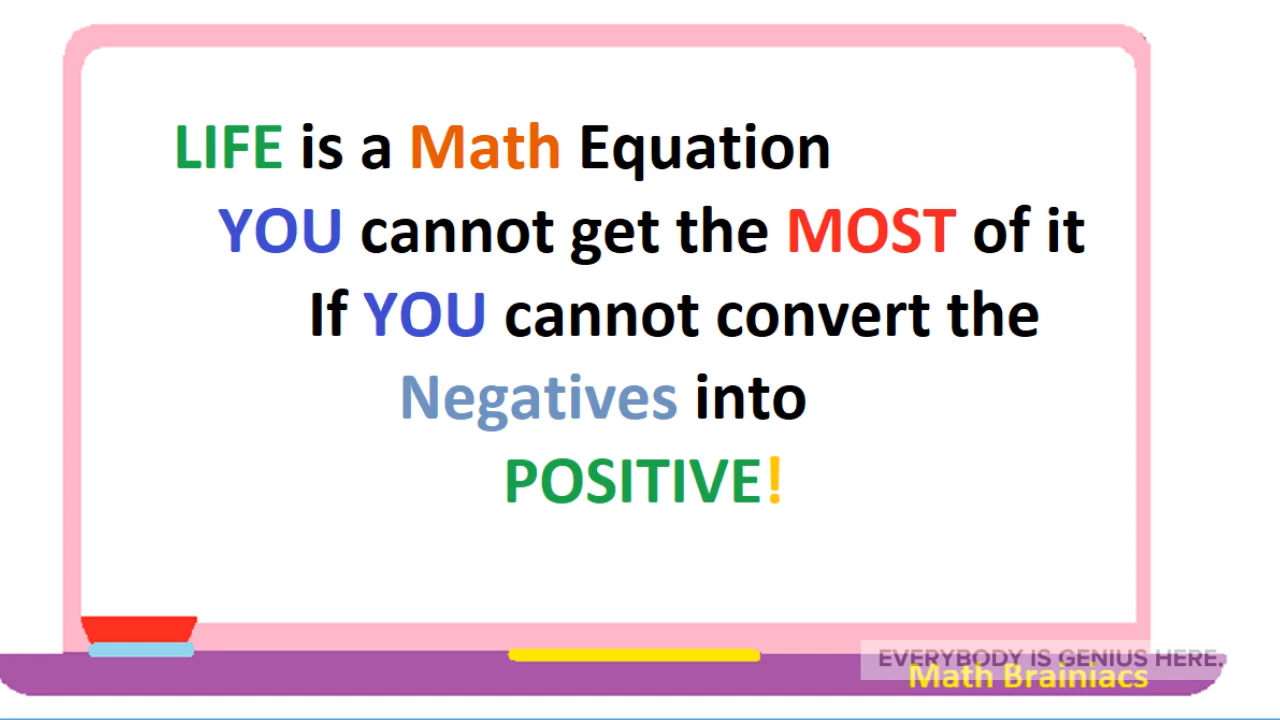 LIFE is a Math Equation
YOU cannot get the MOST of it
If YOU cannot convert the
Negatives into
POSITIVE!
EVERYBODY IS GENIUS HERE.
Math Brainiacs